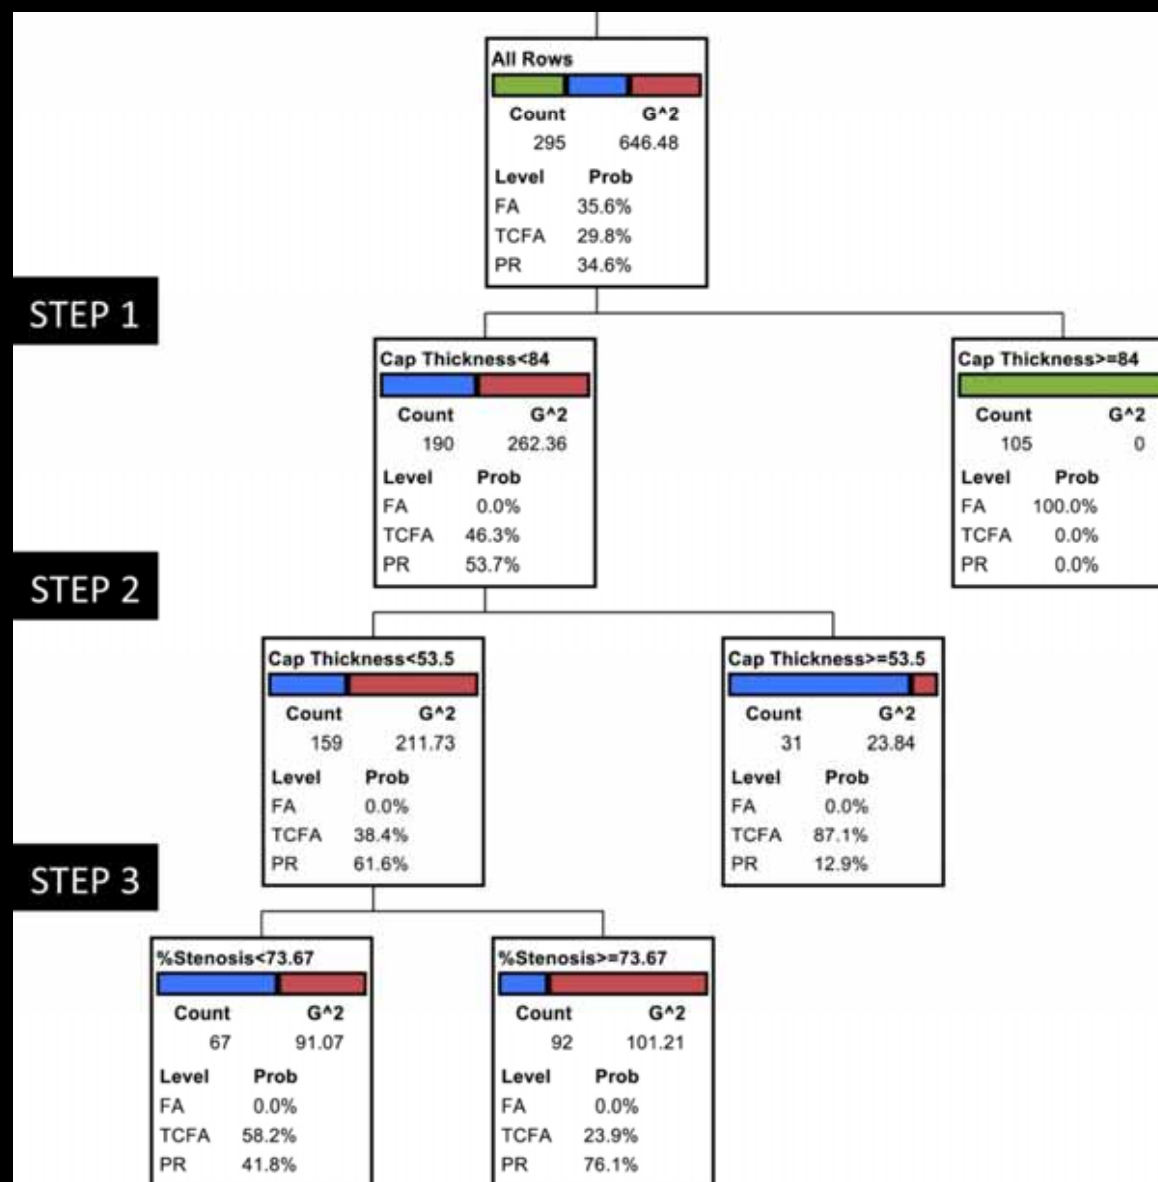 All Rows
Count G^2
295 646.48
Level Prob
FA 35.6%
TCFA 29.8%
PR 34.6%
STEP 1
Cap Thickness<84
Count G^2
190 262.36
Level Prob
FA 0.0%
TCFA 46.3%
PR 53.7%
Cap Thickness>=84
Count G^2
105 0
Level Prob
FA 100.0%
TCFA 0.0%
PR 0.0%
STEP 2
Cap Thickness<53.5
Count G^2
159 211.73
Level Prob
FA 0.0%
TCFA 38.4%
PR 61.6%
Cap Thickness>=53.5
Count G^2
31 23.84
Level Prob
FA 0.0%
TCFA 87.1%
PR 12.9%
STEP 3
%Stenosis<73.67
Count G^2
67 91.07
Level Prob
FA 0.0%
TCFA 58.2%
PR 41.8%
%Stenosis>=73.67
Count G^2
92 101.21
Level Prob
FA 0.0%
TCFA 23.9%
PR 76.1%